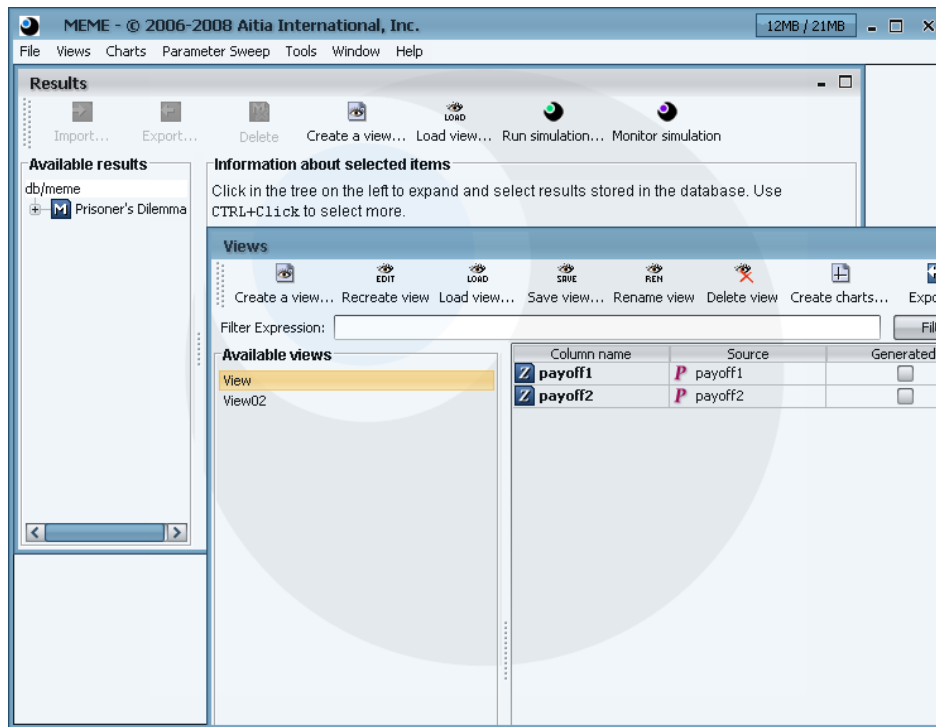 MEME - © 2006-2008 Aitia International, Inc. 12MB / 21MB
File Views Charts Parameter Sweep Tools Window Help
Results
LOAD
Import... Export... Delete Create a view... Load view... Run simulation... Monitor simulation
Available results
db/meme
M Prisoner's Dilemma
Information about selected items
Click in the tree on the left to expand and select results stored in the database. Use
CTRL+Click to select more.
Views
EDIT LOAD SAVE REN
Create a view... Recreate view Load view... Save view... Rename view Delete view Create charts... Expo
Filter Expression: Filt
Available views
View
View02
Column name Source Generated
Z payoff1 P payoff1
Z payoff2 P payoff2